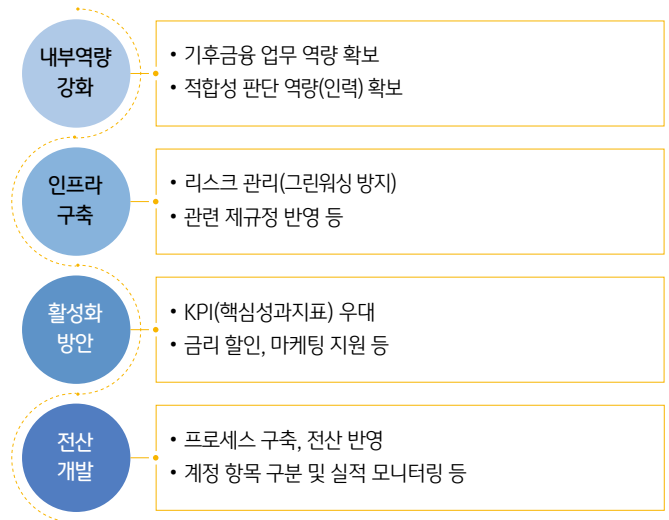 내부역량
강화
• 기후금융 업무 역량 확보
• 적합성 판단 역량(인력) 확보
인프라
구축
• 리스크 관리(그린워싱 방지)
• 관련 제규정 반영 등
활성화
방안
• KPI(핵심성과지표) 우대
• 금리 할인, 마케팅 지원 등
전산
개발
• 프로세스 구축, 전산 반영
• 계정 항목 구분 및 실적 모니터링 등